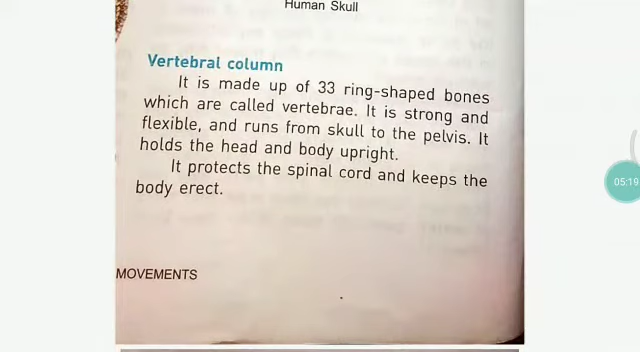 Human Skull
Vertebral column
It is made up of 33 ring-shaped bones
which are called vertebrae. It is strong and
flexible, and runs from skull to the pelvis. It
holds the head and body upright.
It protects the spinal cord and keeps the
body erect.
05:19
MOVEMENTS